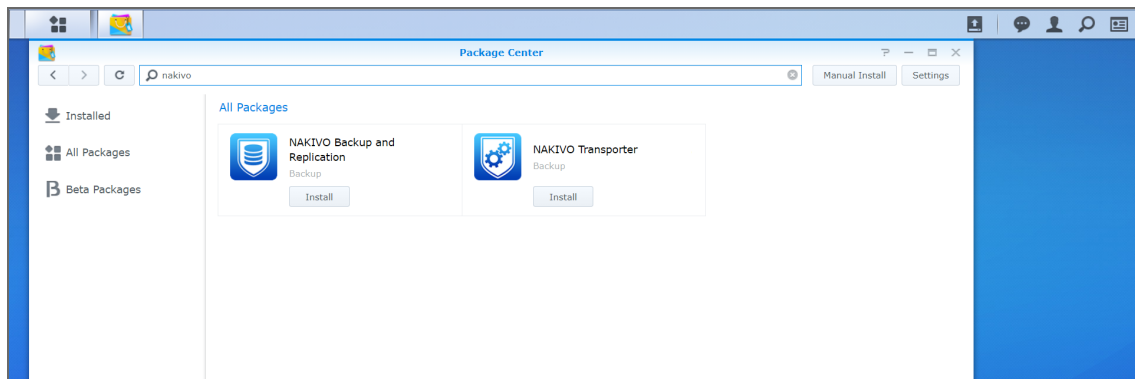 Package Center
nakivo
Manual Install
Settings
Installed
All Packages
Beta Packages
All Packages
NAKIVO Backup and
Replication
Backup
Install
NAKIVO Transporter
Backup
Install